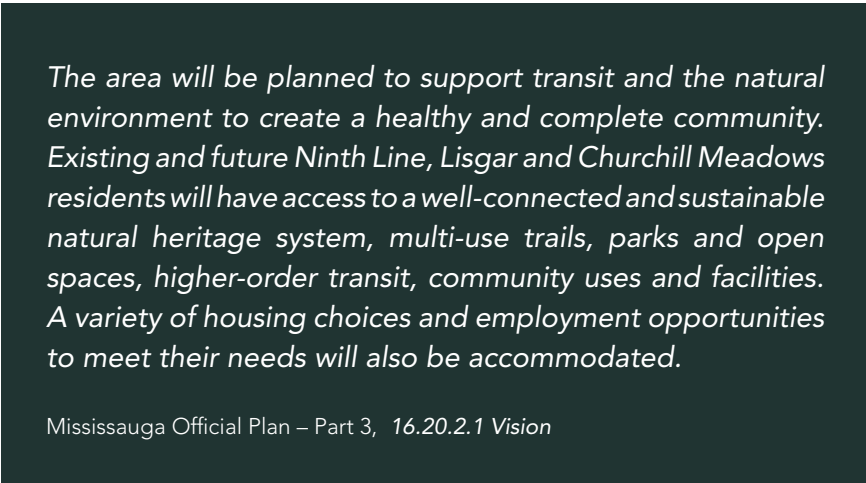 The area will be planned to support transit and the natural
environment to create a healthy and complete community.
Existing and future Ninth Line, Lisgar and Churchill Meadows
residents will have access to a well-connected and sustainable
natural heritage system, multi-use trails, parks and open
spaces, higher-order transit, community uses and facilities.
A variety of housing choices and employment opportunities
to meet their needs will also be accommodated.
Mississauga Official Plan – Part 3, 16.20.2.1 Vision